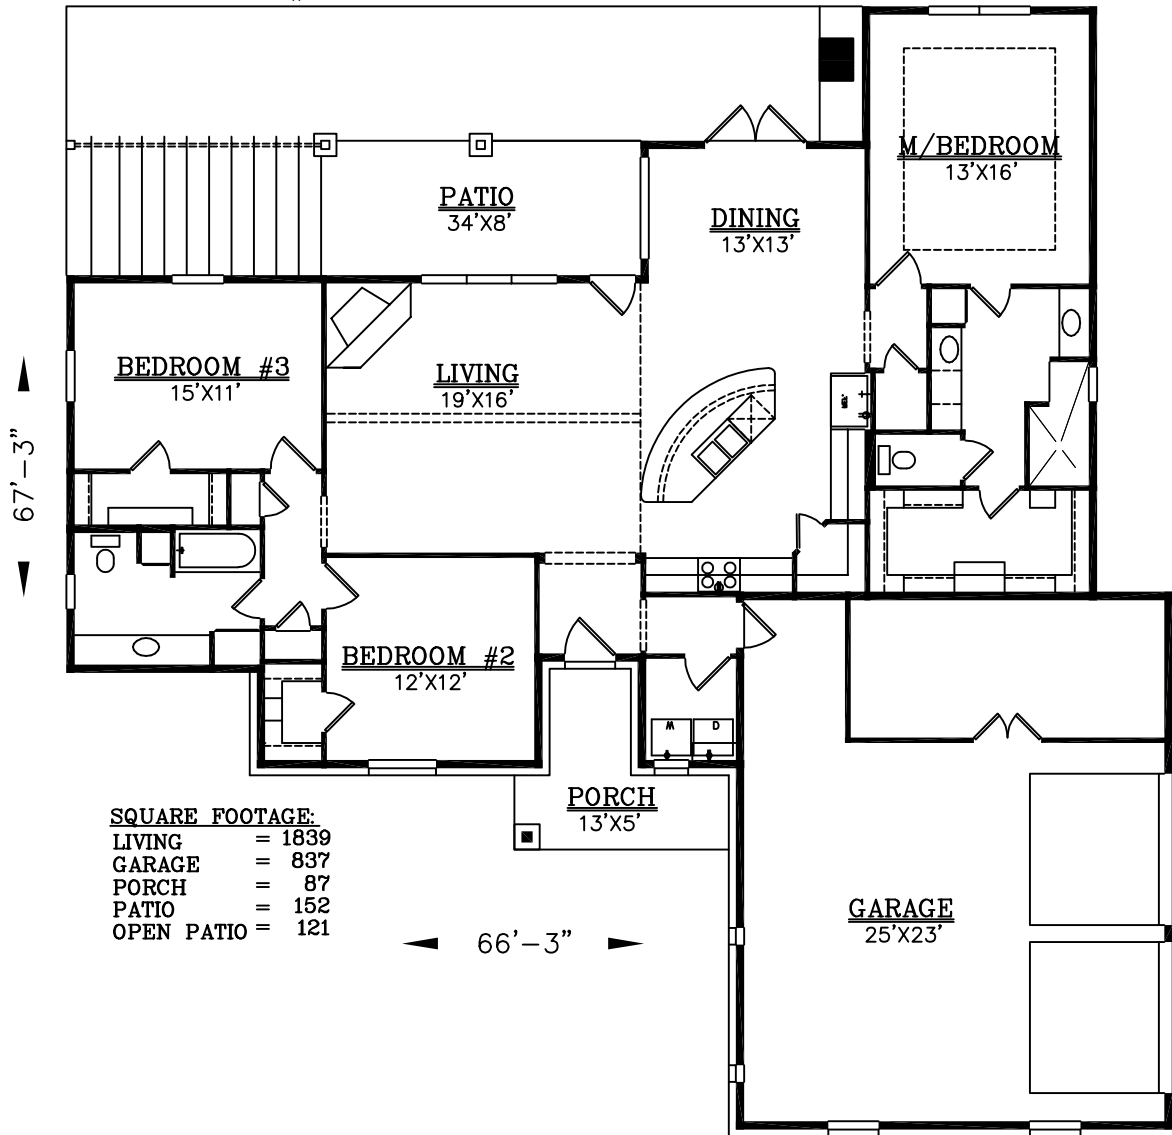 M/BEDROOM
13'X16'
PATIO
34'X8'
DINING
13'X13'
BEDROOM #3
15'X11'
LIVING
19'X16'
67'-3"
BEDROOM #2
12'X12'
W D
PORCH
13'X5'
SQUARE FOOTAGE:
LIVING = 1839
GARAGE = 837
PORCH = 87
PATIO = 152
OPEN PATIO = 121
66'-3"
GARAGE
25'X23'